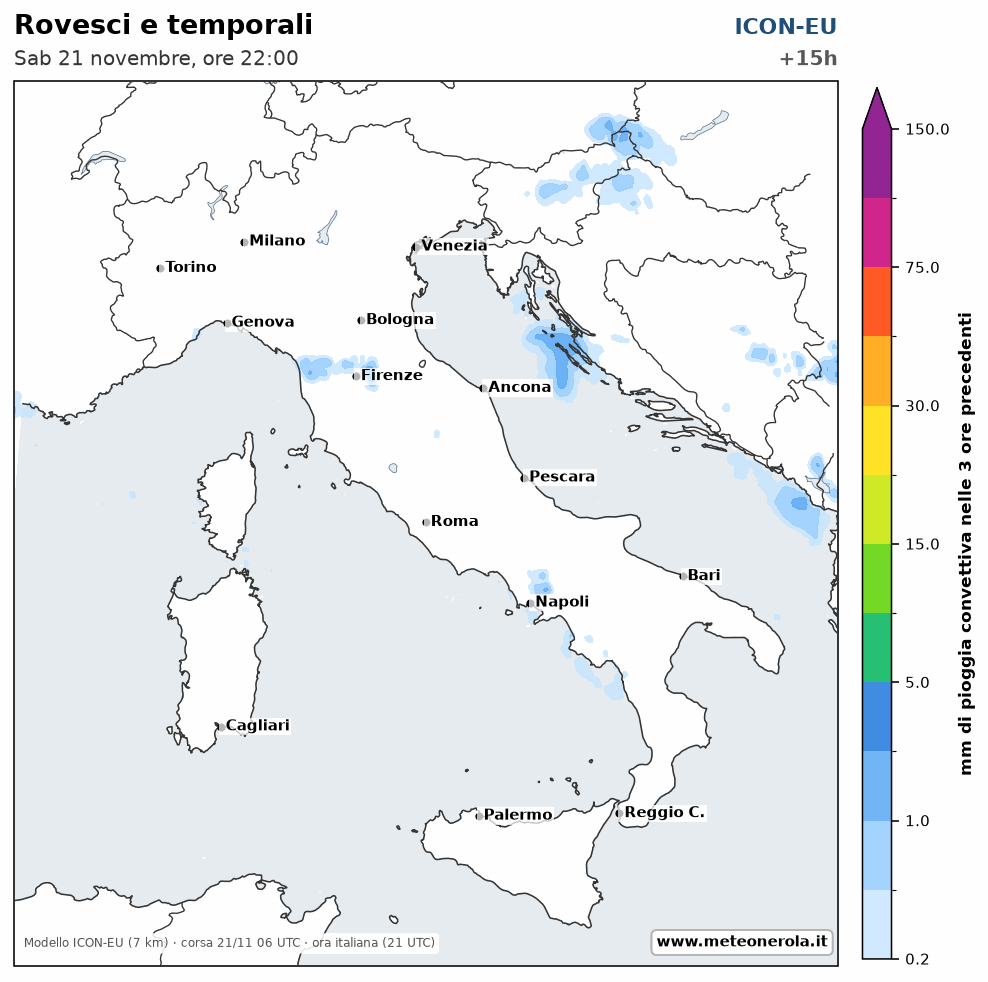 Rovesci e temporali
ICON-EU
Sab 21 novembre, ore 22:00
+15h
150.0
75.0
30.0
15.0
5.0
1.0
0.2
mm di pioggia convettiva nelle 3 ore precedenti
Milano
Venezia
Torino
Genova
Bologna
Firenze
Ancona
Pescara
Roma
Bari
Napoli
Cagliari
Palermo
Reggio C.
Modello ICON-EU (7 km) · corsa 21/11 06 UTC · ora italiana (21 UTC)
www.meteonerola.it